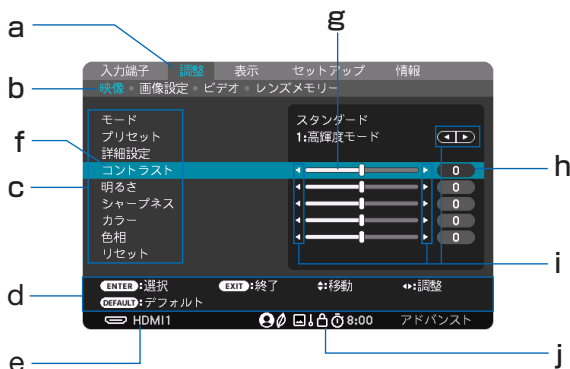 a
g
入力端子 調整 表示 セットアップ 情報
b
映像 画像設定 ビデオ レンズメモリー
モード スタンダード
プリセット 1:高輝度モード
f
詳細設定
コントラスト 0
h
c
明るさ 0
シャープネス 0
カラー 0
色相 0
リセット
i
d
ENTER:選択 EXIT:終了 :移動 :調整
DEFAULT:デフォルト
HDMI1 8:00 アドバンスト
e
j